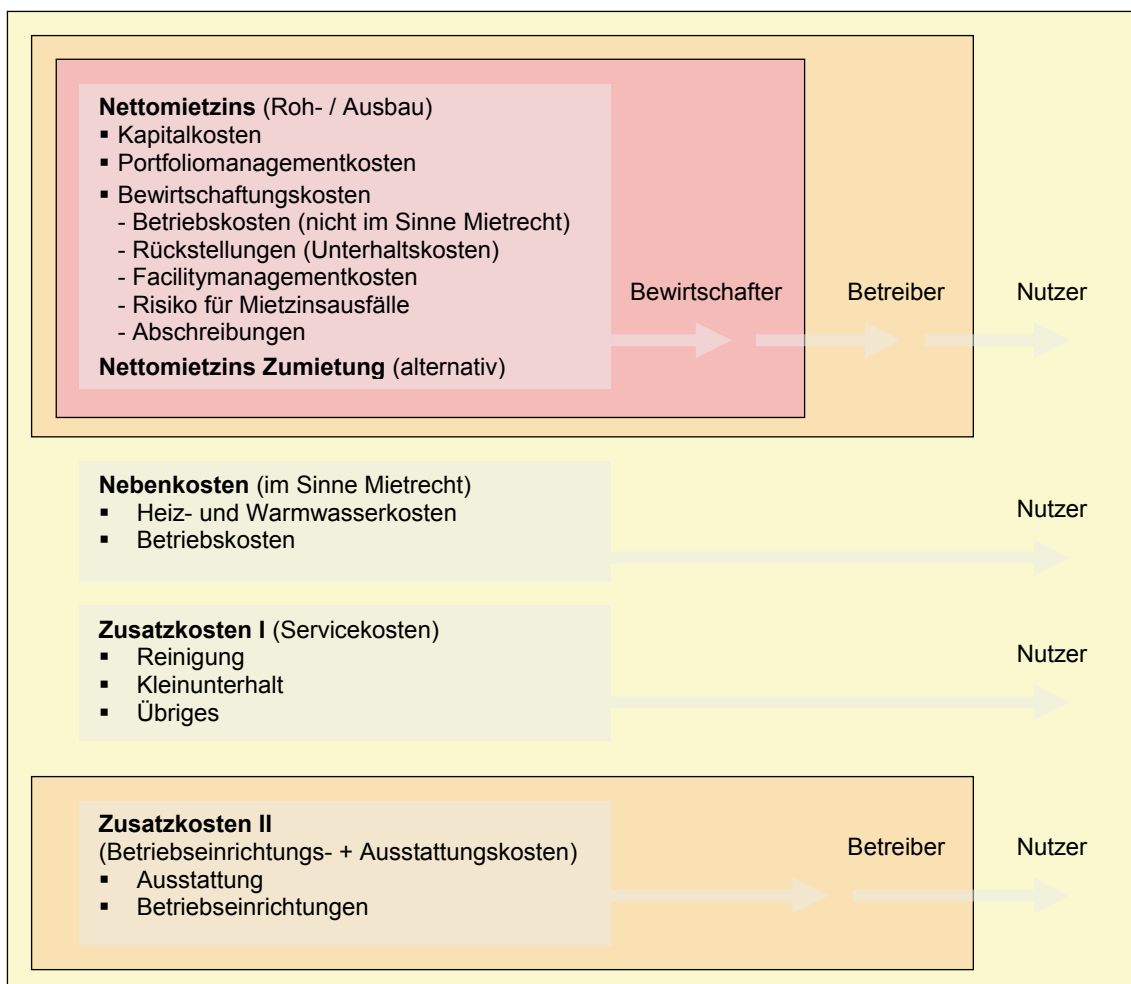 Nettomietzins (Roh- / Ausbau)
▪ Kapitalkosten
▪ Portfoliomanagementkosten
▪ Bewirtschaftungskosten
- Betriebskosten (nicht im Sinne Mietrecht)
- Rückstellungen (Unterhaltskosten)
- Facilitymanagementkosten
- Risiko für Mietzinsausfälle
- Abschreibungen
Nettomietzins Zumietung (alternativ)
Bewirtschafter
Betreiber
Nutzer
Nebenkosten (im Sinne Mietrecht)
▪ Heiz- und Warmwasserkosten
▪ Betriebskosten
Nutzer
Zusatzkosten I (Servicekosten)
▪ Reinigung
▪ Kleinunterhalt
▪ Übriges
Nutzer
Zusatzkosten II
(Betriebseinrichtungs- + Ausstattungskosten)
▪ Ausstattung
▪ Betriebseinrichtungen
Betreiber
Nutzer